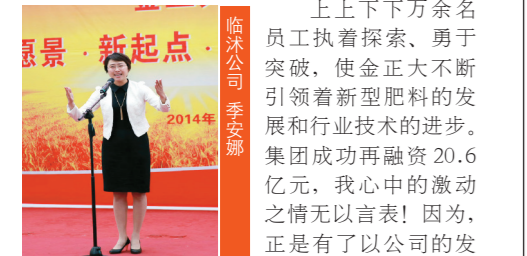 愿景·新起点·
2014年
临沭公司 季安娜
上上下下万余名
员工执着探索、勇于
突破，使金正大不断
引领着新型肥料的发
展和行业技术的进步。
集团成功再融资 20.6
亿元，我心中的激动
之情无以言表！因为，
正是有了以公司的发